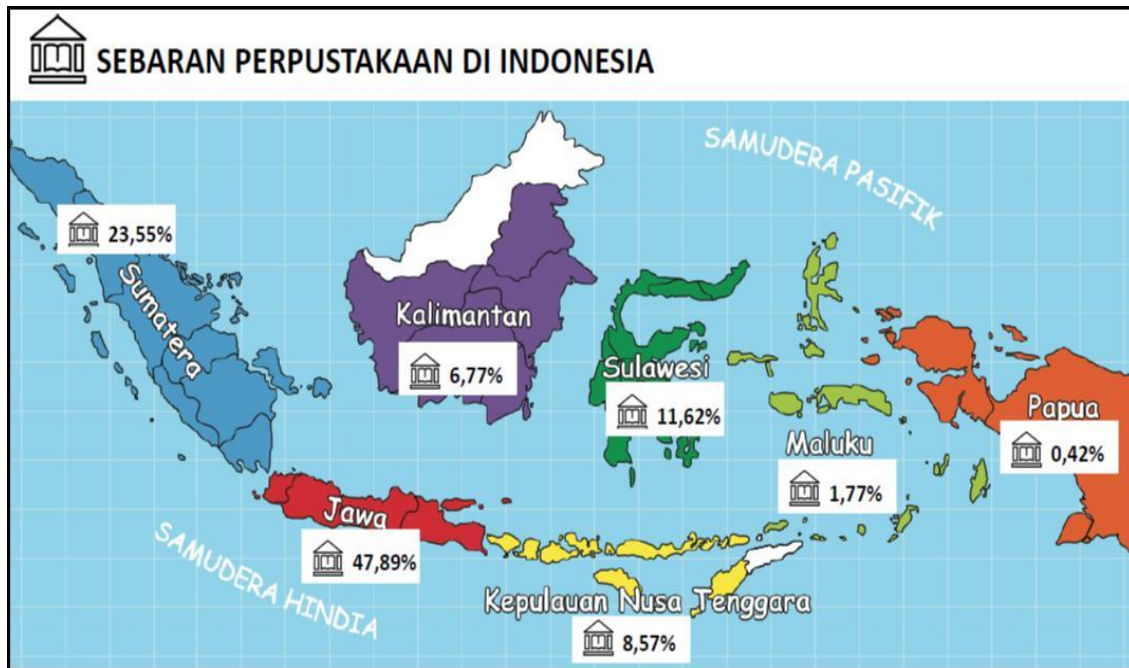 SEBARAN PERPUSTAKAAN DI INDONESIA
SAMUDERA PASIFIK
23,55%
Sumatera
Kalimantan
6,77%
Sulawesi
11,62%
Papua
0,42%
Maluku
1,77%
Jawa
47,89%
SAMUDERA HINDIA
Kepulauan Nusa Tenggara
8,57%